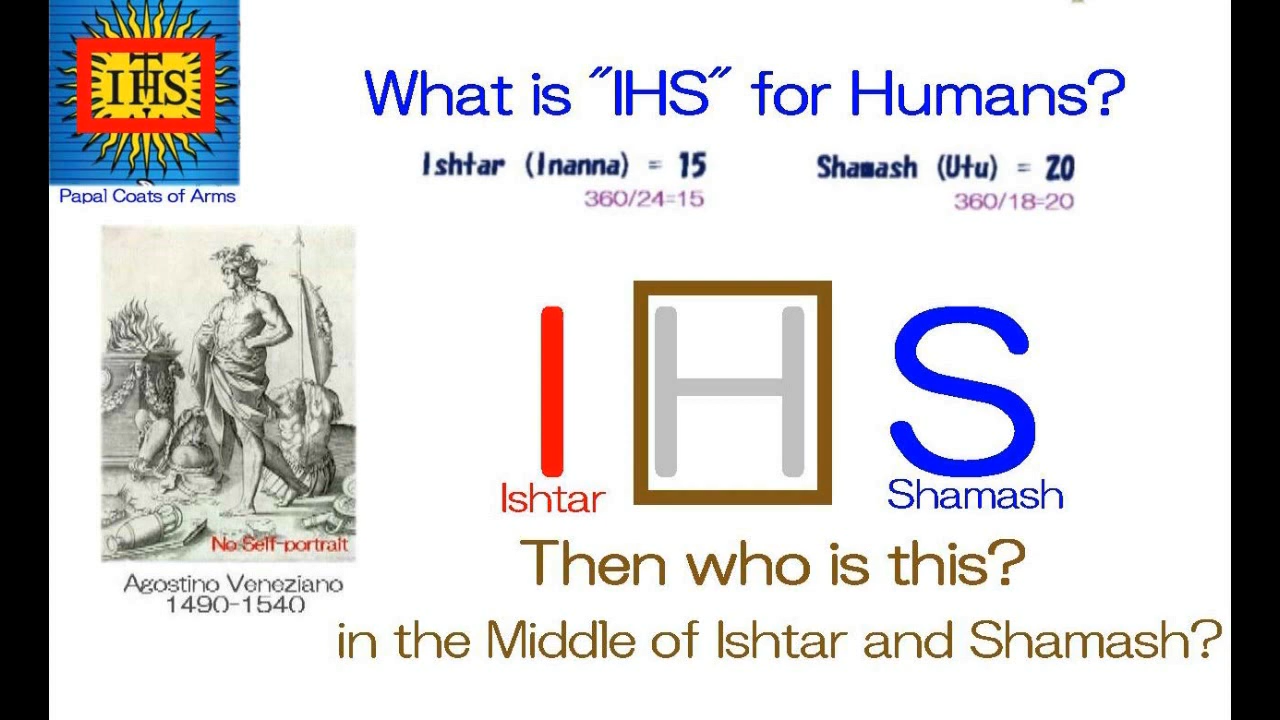 IHS
Papal Coats of Arms
What is "IHS" for Humans?
Ishtar (Inanna) = 15
360/24=15
Shamash (Utu) = 20
360/18=20
No Self-portrait
Agostino Veneziano
1490-1540
I H S
Ishtar
Shamash
Then who is this?
in the Middle of Ishtar and Shamash?